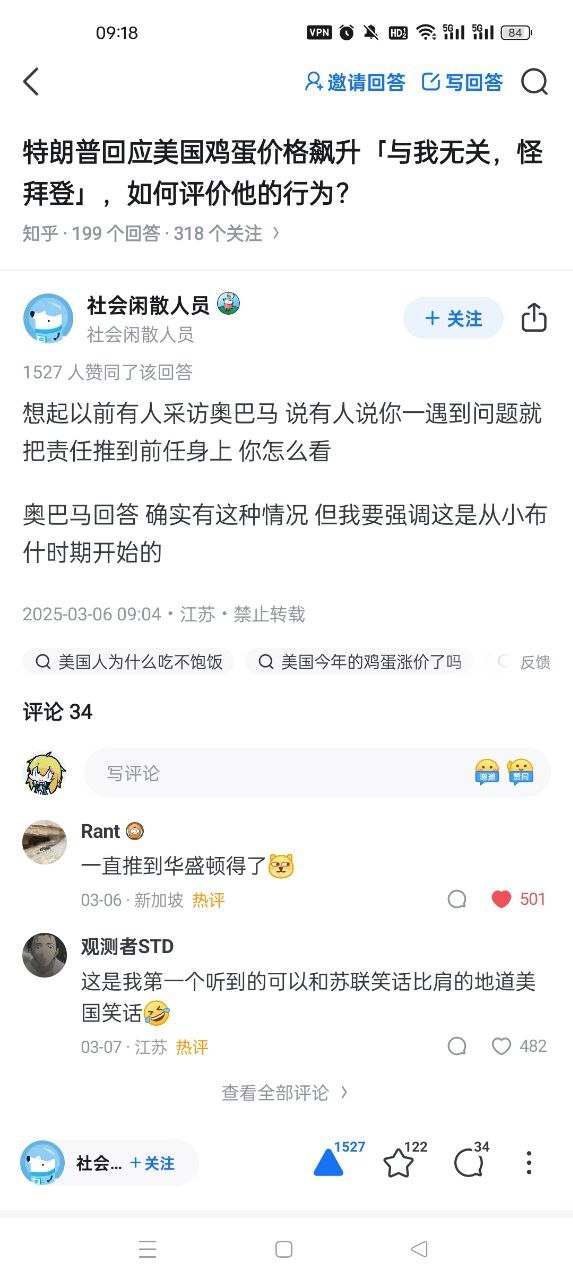 09:18
VPN HD 5G 5G 84
邀请回答 写回答
特朗普回应美国鸡蛋价格飙升「与我无关，怪
拜登」，如何评价他的行为？
知乎 · 199 个回答 · 318 个关注 >
社会闲散人员
社会闲散人员
+ 关注
1527 人赞同了该回答
想起以前有人采访奥巴马 说有人说你一遇到问题就
把责任推到前任身上 你怎么看
奥巴马回答 确实有这种情况 但我要强调这是从小布
什时期开始的
2025-03-06 09:04 · 江苏 · 禁止转载
美国人为什么吃不饱饭 美国今年的鸡蛋涨价了吗 反馈
评论 34
写评论
谢邀 赞同
Rant
一直推到华盛顿得了
03-06 · 新加坡 热评 501
观测者STD
这是我第一个听到的可以和苏联笑话比肩的地道美
国笑话
03-07 · 江苏 热评 482
查看全部评论 >
社会... + 关注 1527 122 34